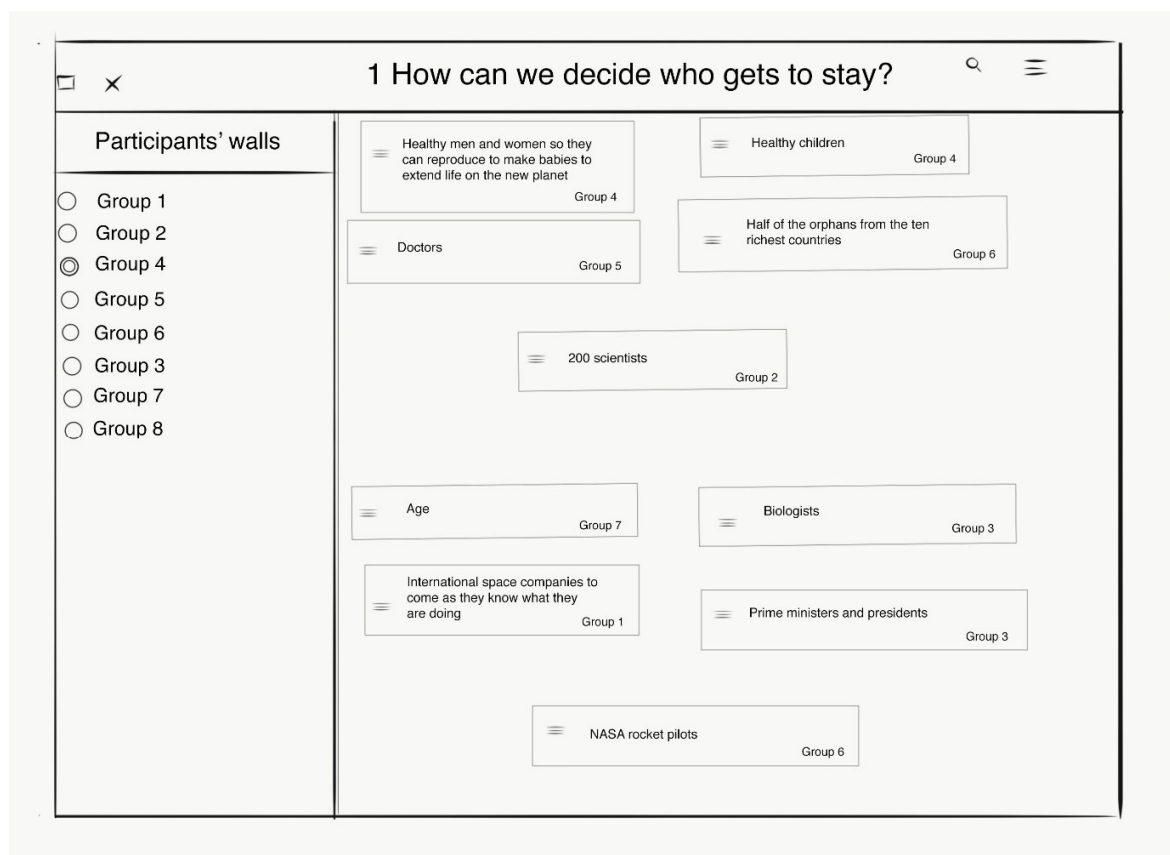 1 How can we decide who gets to stay?
Participants’ walls
Group 1
Group 2
Group 4
Group 5
Group 6
Group 3
Group 7
Group 8
Healthy men and women so they
can reproduce to make babies to
extend life on the new planet
Group 4
Healthy children
Group 4
Doctors
Group 5
Half of the orphans from the ten
richest countries
Group 6
200 scientists
Group 2
Age
Group 7
Biologists
Group 3
International space companies to
come as they know what they
are doing
Group 1
Prime ministers and presidents
Group 3
NASA rocket pilots
Group 6